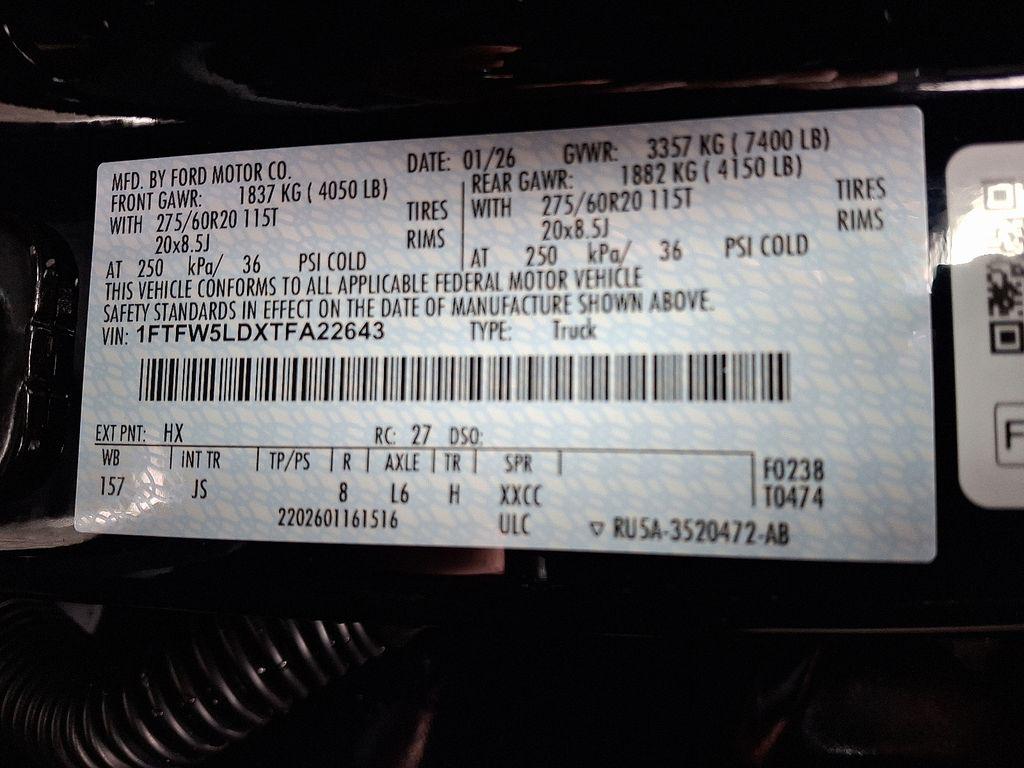 MFD. BY FORD MOTOR CO. DATE: 01/26 GVWR: 3357 KG ( 7400 LB)
FRONT GAWR: 1837 KG ( 4050 LB) REAR GAWR: 1882 KG ( 4150 LB)
WITH 275/60R20 115T TIRES WITH 275/60R20 115T TIRES
20x8.5J RIMS 20x8.5J RIMS
AT 250 kPa/ 36 PSI COLD AT 250 kPa/ 36 PSI COLD
THIS VEHICLE CONFORMS TO ALL APPLICABLE FEDERAL MOTOR VEHICLE
SAFETY STANDARDS IN EFFECT ON THE DATE OF MANUFACTURE SHOWN ABOVE.
VIN: 1FTFW5LDXTFA22643 TYPE: Truck
EXT PNT: HX RC: 27 DSO:
WB INT TR TP/PS R AXLE TR SPR F0238
157 JS 8 L6 H XXCC T0474
2202601161516 ULC ▽ RU5A-3520472-AB
F